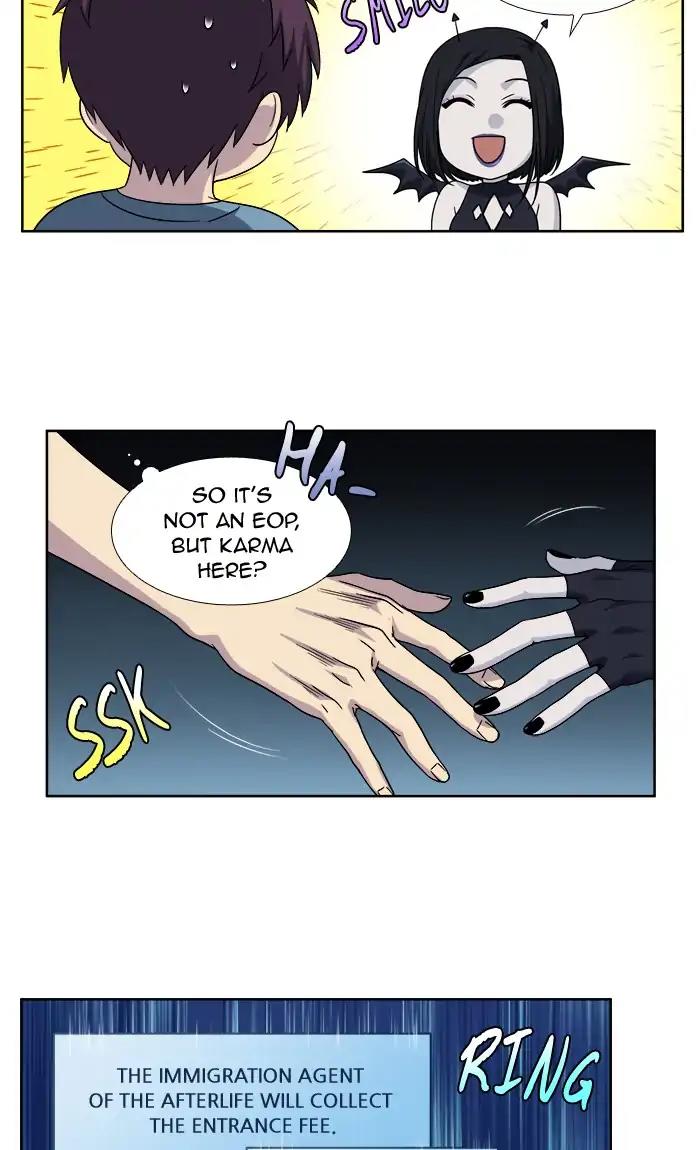 SMILE
HA-
SO IT'S
NOT AN EOP,
BUT KARMA
HERE?
SSK
RING
THE IMMIGRATION AGENT
OF THE AFTERLIFE WILL COLLECT
THE ENTRANCE FEE.